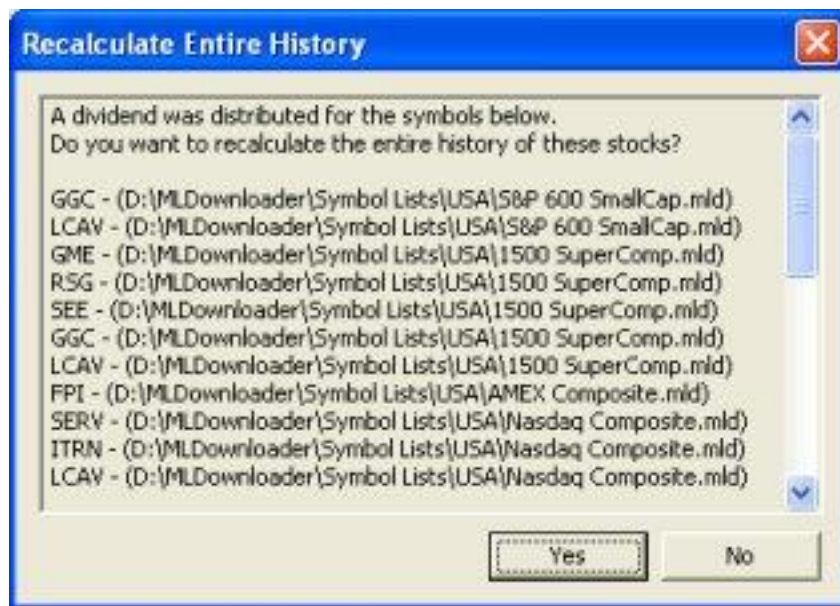 Recalculate Entire History
A dividend was distributed for the symbols below.
Do you want to recalculate the entire history of these stocks?
GGC - (D:\MLDownloader\Symbol Lists\USA\S&P 600 SmallCap.mld)
LCAV - (D:\MLDownloader\Symbol Lists\USA\S&P 600 SmallCap.mld)
GME - (D:\MLDownloader\Symbol Lists\USA\1500 SuperComp.mld)
RSG - (D:\MLDownloader\Symbol Lists\USA\1500 SuperComp.mld)
SEE - (D:\MLDownloader\Symbol Lists\USA\1500 SuperComp.mld)
GGC - (D:\MLDownloader\Symbol Lists\USA\1500 SuperComp.mld)
LCAV - (D:\MLDownloader\Symbol Lists\USA\1500 SuperComp.mld)
FPI - (D:\MLDownloader\Symbol Lists\USA\AMEX Composite.mld)
SERV - (D:\MLDownloader\Symbol Lists\USA\Nasdaq Composite.mld)
ITRN - (D:\MLDownloader\Symbol Lists\USA\Nasdaq Composite.mld)
LCAV - (D:\MLDownloader\Symbol Lists\USA\Nasdaq Composite.mld)
Yes No